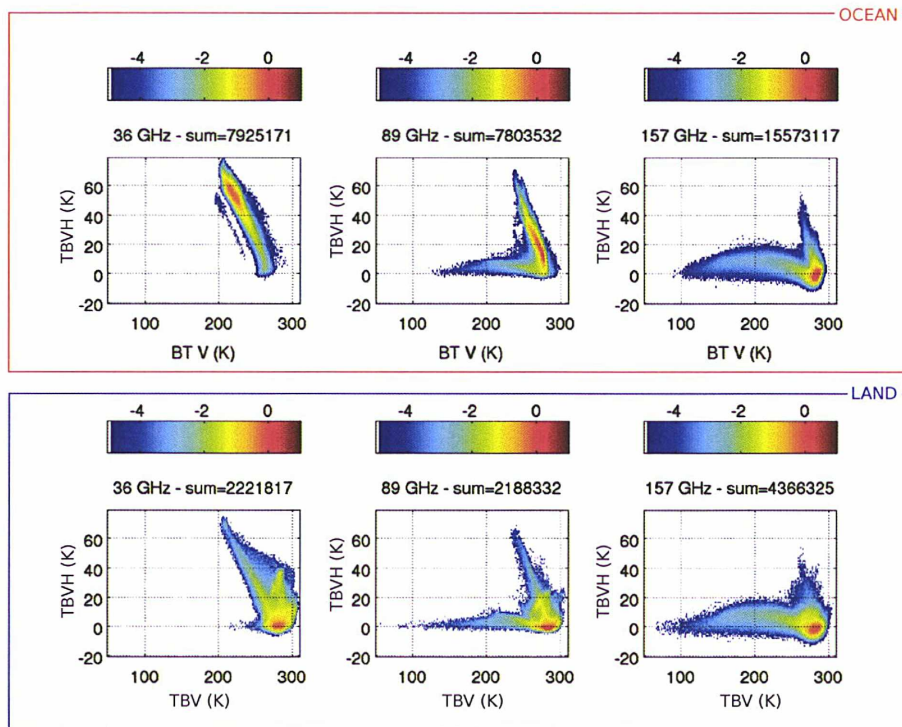 OCEAN
-4 -2 0
-4 -2 0
-4 -2 0
36 GHz - sum=7925171
89 GHz - sum=7803532
157 GHz - sum=15573117
TBVH (K)
60
40
20
0
-20
100 200 300
BT V (K)
TBVH (K)
60
40
20
0
-20
100 200 300
BT V (K)
TBVH (K)
60
40
20
0
-20
100 200 300
BT V (K)
LAND
-4 -2 0
-4 -2 0
-4 -2 0
36 GHz - sum=2221817
89 GHz - sum=2188332
157 GHz - sum=4366325
TBVH (K)
60
40
20
0
-20
100 200 300
TBV (K)
TBVH (K)
60
40
20
0
-20
100 200 300
TBV (K)
TBVH (K)
60
40
20
0
-20
100 200 300
TBV (K)